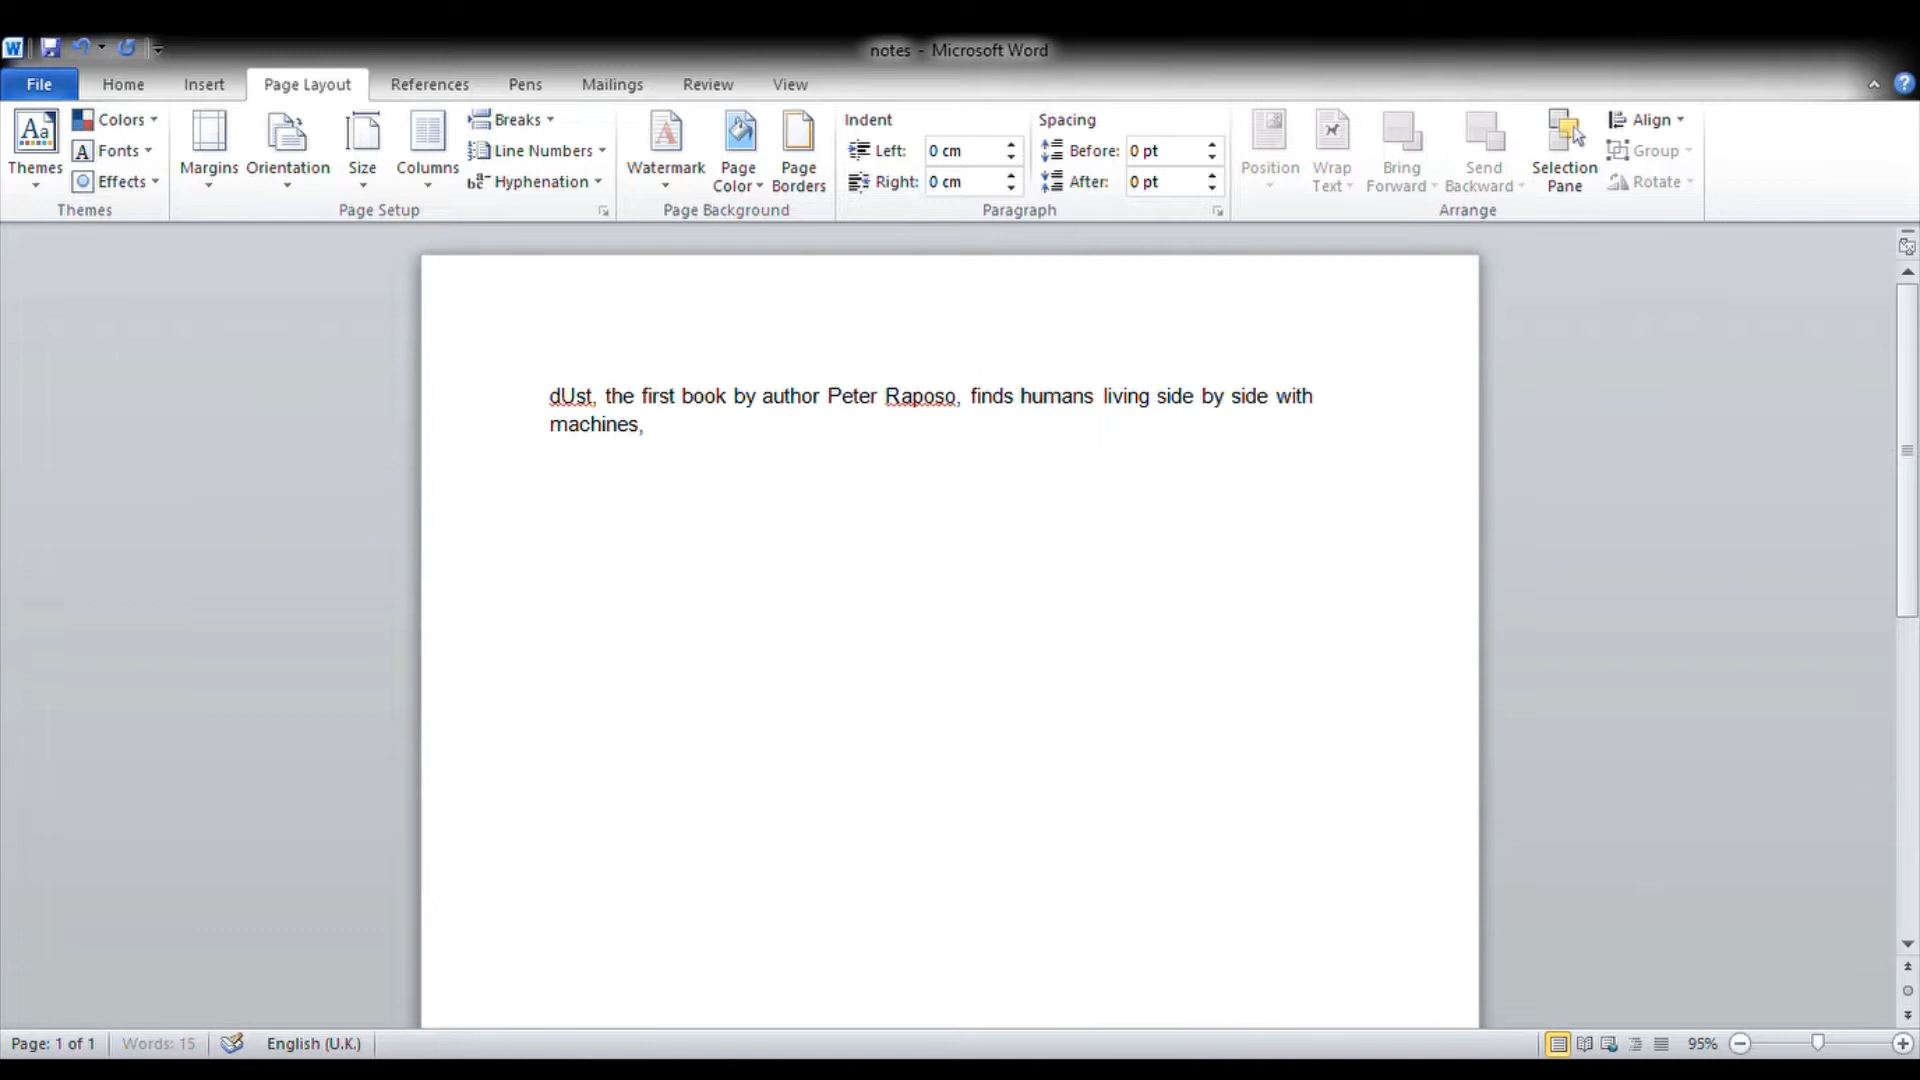 notes - Microsoft Word
File Home Insert Page Layout References Pens Mailings Review View
Themes Colors Fonts Effects Themes
Margins Orientation Size Columns Breaks Line Numbers Hyphenation Page Setup
Watermark Page Color Page Borders Page Background
Indent Left: 0 cm Right: 0 cm Spacing Before: 0 pt After: 0 pt Paragraph
Position Wrap Text Bring Forward Send Backward Selection Pane Align Group Rotate Arrange
dUst, the first book by author Peter Raposo, finds humans living side by side with
machines,
Page: 1 of 1 Words: 15 English (U.K.) 95%